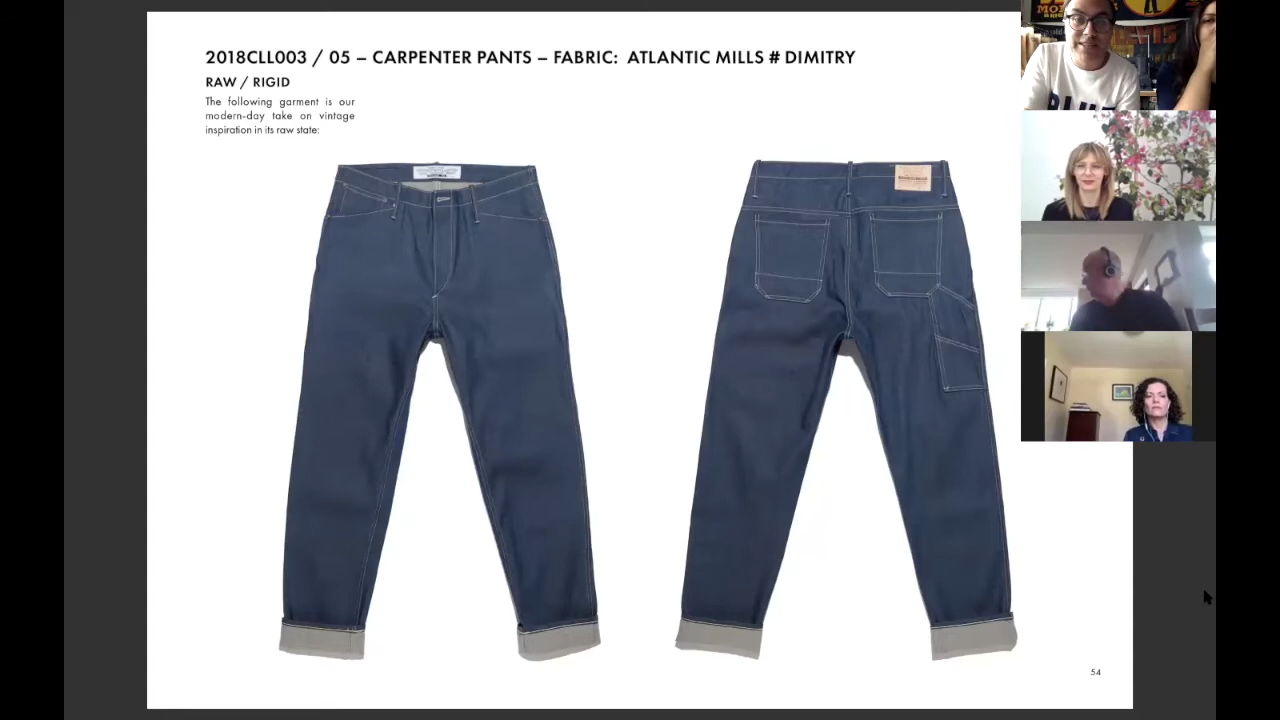 2018CLL003 / 05 – CARPENTER PANTS – FABRIC:  ATLANTIC MILLS # DIMITRY
RAW / RIGID
The following garment is our
modern-day take on vintage
inspiration in its raw state:
54